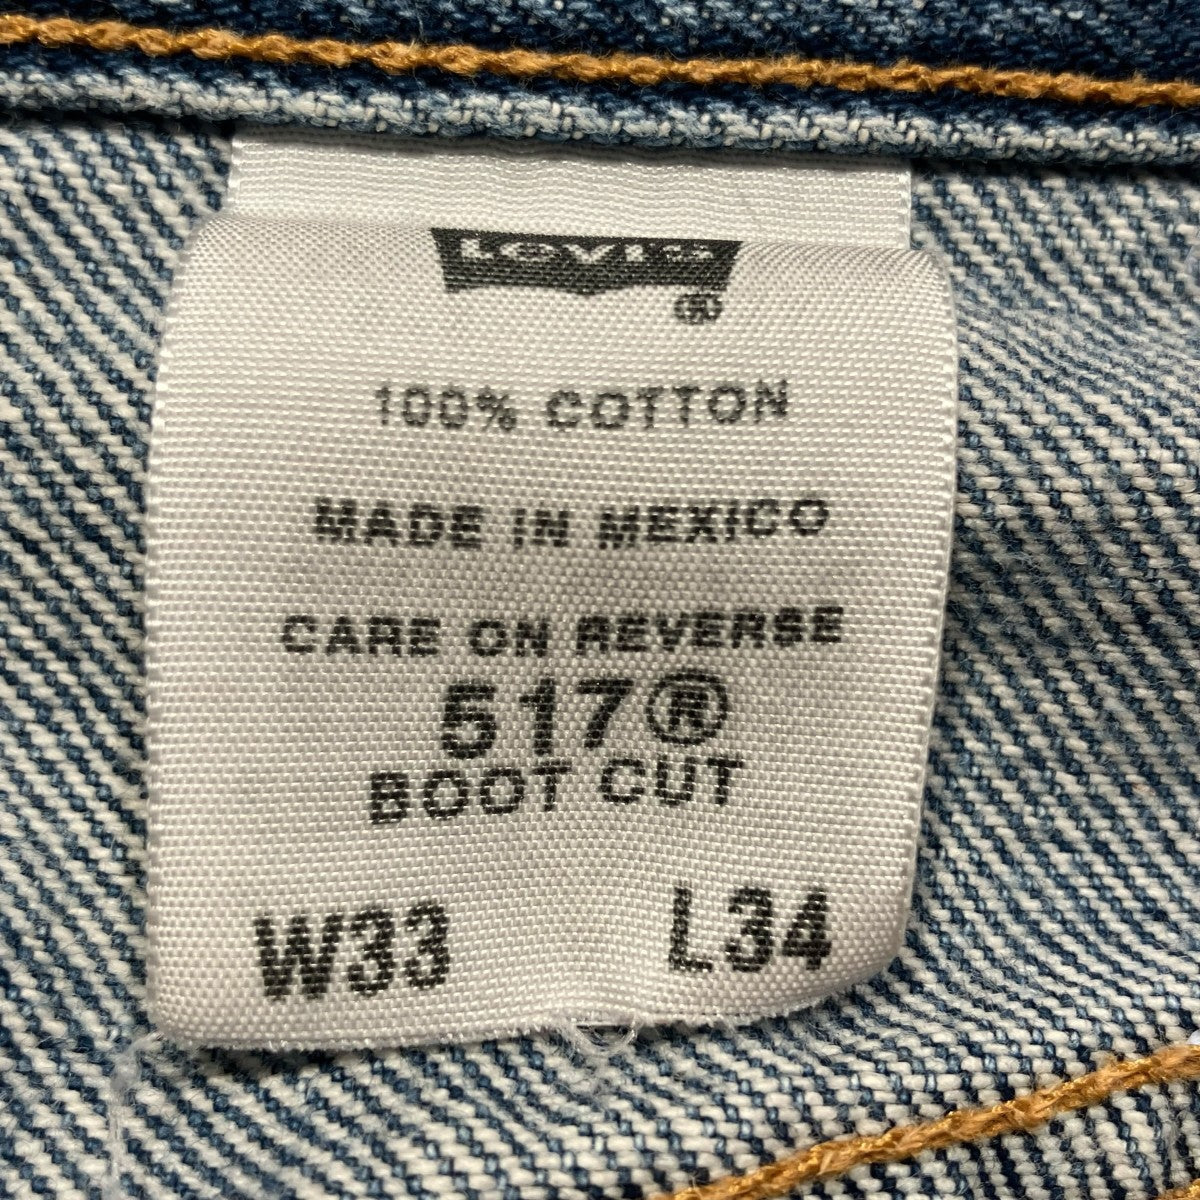 Levi's
®
100% COTTON
MADE IN MEXICO
CARE ON REVERSE
517®
BOOT CUT
W33 L34